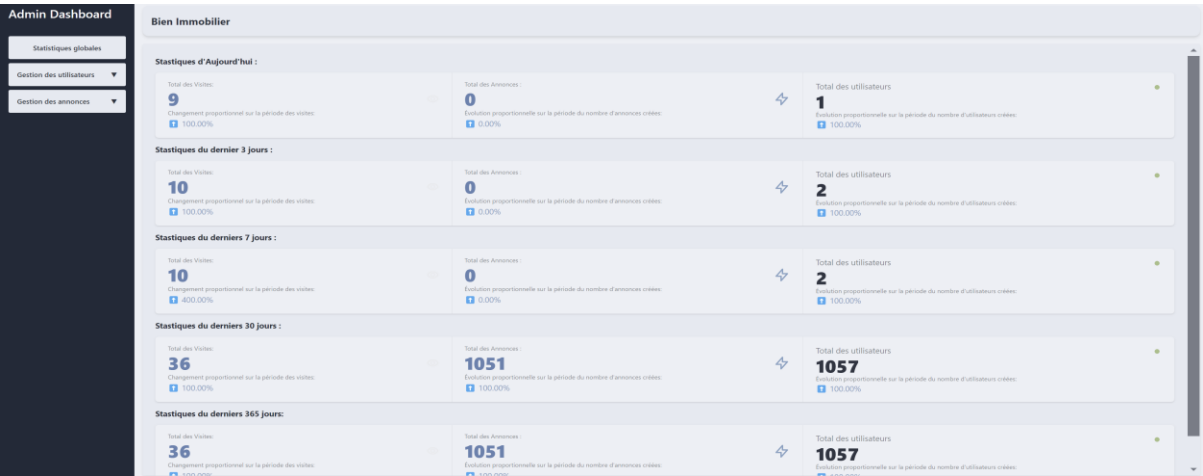 Admin Dashboard
Statistiques globales
Gestion des utilisateurs ▼
Gestion des annonces ▼
Bien Immobilier
Stastiques d'Aujourd'hui :
Total des Visites:
9
Changement proportionnel sur la période des visites:
100.00%
Total des Annonces :
0
Évolution proportionnelle sur la période du nombre d'annonces créées:
0.00%
Total des utilisateurs
1
Évolution proportionnelle sur la période du nombre d'utilisateurs créées:
100.00%
Stastiques du dernier 3 jours :
Total des Visites:
10
Changement proportionnel sur la période des visites:
100.00%
Total des Annonces :
0
Évolution proportionnelle sur la période du nombre d'annonces créées:
0.00%
Total des utilisateurs
2
Évolution proportionnelle sur la période du nombre d'utilisateurs créées:
100.00%
Stastiques du derniers 7 jours :
Total des Visites:
10
Changement proportionnel sur la période des visites:
400.00%
Total des Annonces :
0
Évolution proportionnelle sur la période du nombre d'annonces créées:
0.00%
Total des utilisateurs
2
Évolution proportionnelle sur la période du nombre d'utilisateurs créées:
100.00%
Stastiques du derniers 30 jours :
Total des Visites:
36
Changement proportionnel sur la période des visites:
100.00%
Total des Annonces :
1051
Évolution proportionnelle sur la période du nombre d'annonces créées:
100.00%
Total des utilisateurs
1057
Évolution proportionnelle sur la période du nombre d'utilisateurs créées:
100.00%
Stastiques du derniers 365 jours:
Total des Visites:
36
Changement proportionnel sur la période des visites:
100.00%
Total des Annonces :
1051
Évolution proportionnelle sur la période du nombre d'annonces créées:
100.00%
Total des utilisateurs
1057
Évolution proportionnelle sur la période du nombre d'utilisateurs créées: